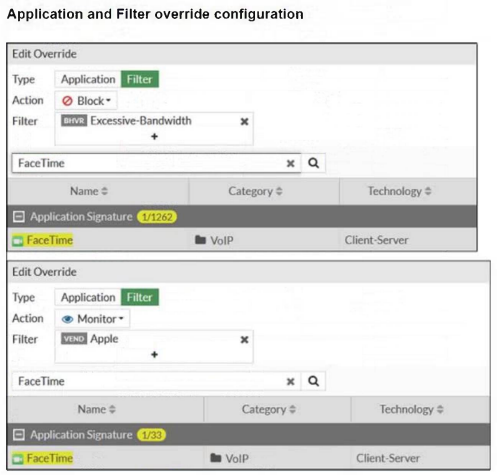 Application and Filter override configuration
Edit Override
Type Application Filter
Action Block
Filter BHVR Excessive-Bandwidth ×
+
FaceTime ×
Name Category Technology
Application Signature 1/1262
FaceTime VoIP Client-Server
Edit Override
Type Application Filter
Action Monitor
Filter VEND Apple ×
+
FaceTime ×
Name Category Technology
Application Signature 1/33
FaceTime VoIP Client-Server